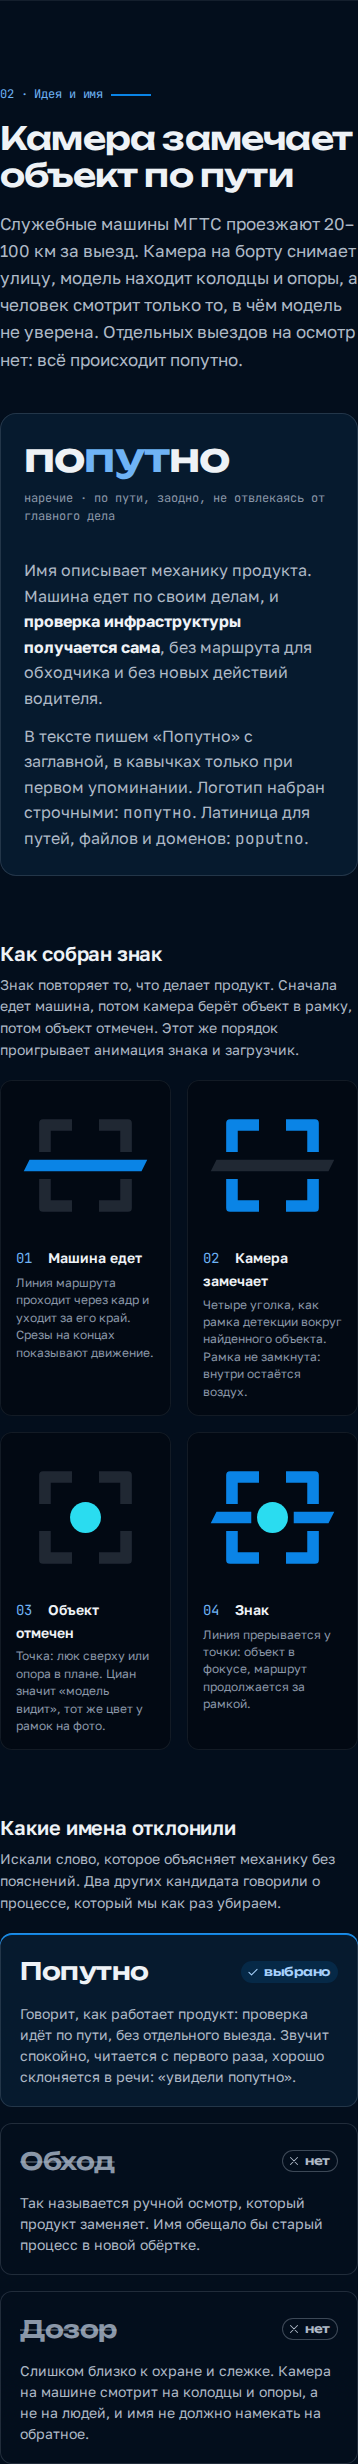 02 · Идея и имя
Камера замечает
объект по пути
Служебные машины МГТС проезжают 20–
100 км за выезд. Камера на борту снимает
улицу, модель находит колодцы и опоры, а
человек смотрит только то, в чём модель
не уверена. Отдельных выездов на осмотр
нет: всё происходит попутно.
попутно
наречие · по пути, заодно, не отвлекаясь от
главного дела
Имя описывает механику продукта.
Машина едет по своим делам, и
проверка инфраструктуры
получается сама, без маршрута для
обходчика и без новых действий
водителя.
В тексте пишем «Попутно» с
заглавной, в кавычках только при
первом упоминании. Логотип набран
строчными: попутно. Латиница для
путей, файлов и доменов: poputno.
Как собран знак
Знак повторяет то, что делает продукт. Сначала
едет машина, потом камера берёт объект в рамку,
потом объект отмечен. Этот же порядок
проигрывает анимация знака и загрузчик.
01 Машина едет
Линия маршрута
проходит через кадр и
уходит за его край.
Срезы на концах
показывают движение.
02 Камера
замечает
Четыре уголка, как
рамка детекции вокруг
найденного объекта.
Рамка не замкнута:
внутри остаётся
воздух.
03 Объект
отмечен
Точка: люк сверху или
опора в плане. Циан
значит «модель
видит», тот же цвет у
рамок на фото.
04 Знак
Линия прерывается у
точки: объект в
фокусе, маршрут
продолжается за
рамкой.
Какие имена отклонили
Искали слово, которое объясняет механику без
пояснений. Два других кандидата говорили о
процессе, который мы как раз убираем.
Попутно
выбрано
Говорит, как работает продукт: проверка
идёт по пути, без отдельного выезда. Звучит
спокойно, читается с первого раза, хорошо
склоняется в речи: «увидели попутно».
Обход
нет
Так называется ручной осмотр, который
продукт заменяет. Имя обещало бы старый
процесс в новой обёртке.
Дозор
нет
Слишком близко к охране и слежке. Камера
на машине смотрит на колодцы и опоры, а
не на людей, и имя не должно намекать на
обратное.